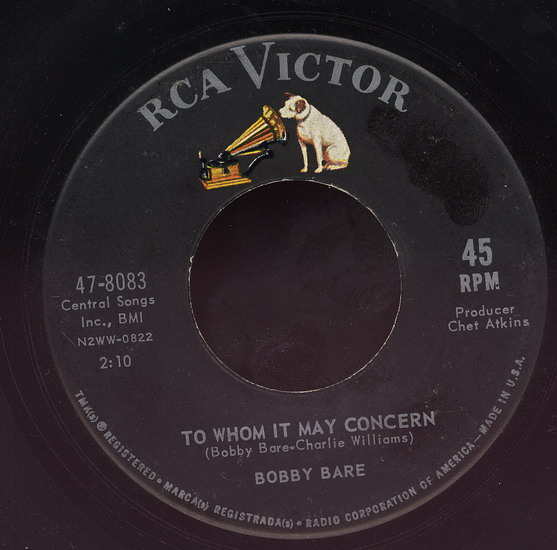 RCA VICTOR
45
RPM
47-8083
Central Songs
Inc., BMI
N2WW-0822
2:10
Producer
Chet Atkins
TO WHOM IT MAY CONCERN
(Bobby Bare•Charlie Williams)
BOBBY BARE
TMK(s) ® REGISTERED • MARCA(s) REGISTRADA(s) • RADIO CORPORATION OF AMERICA—MADE IN U.S.A.